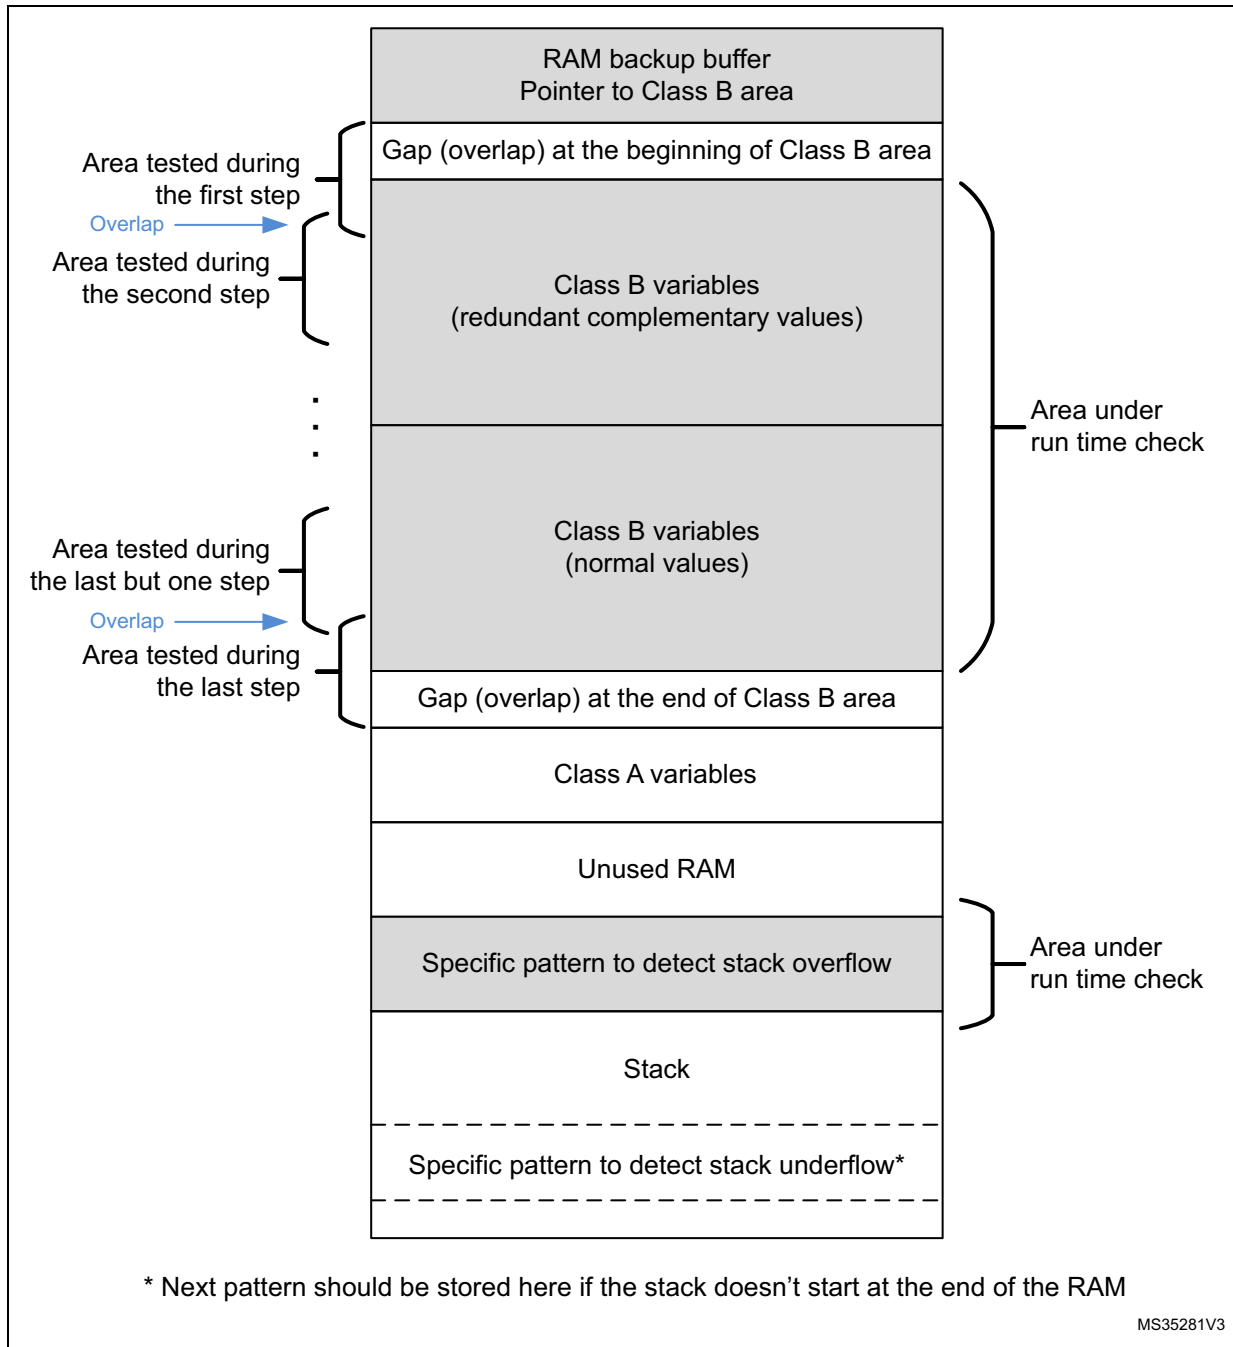 RAM backup buffer
Pointer to Class B area
Gap (overlap) at the beginning of Class B area
Area tested during
the first step
Overlap
Area tested during
the second step
Class B variables
(redundant complementary values)
Area under
run time check
Class B variables
(normal values)
Area tested during
the last but one step
Overlap
Area tested during
the last step
Gap (overlap) at the end of Class B area
Class A variables
Unused RAM
Specific pattern to detect stack overflow
Area under
run time check
Stack
Specific pattern to detect stack underflow*
* Next pattern should be stored here if the stack doesn't start at the end of the RAM
MS35281V3